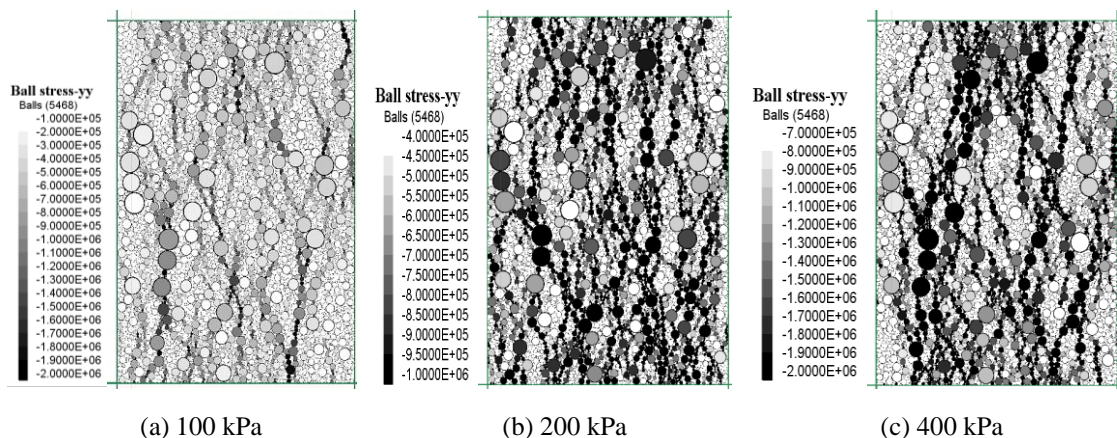 Ball stress-yy
Balls (5468)
-1.0000E+05
-2.0000E+05
-3.0000E+05
-4.0000E+05
-5.0000E+05
-6.0000E+05
-7.0000E+05
-8.0000E+05
-9.0000E+05
-1.0000E+06
-1.1000E+06
-1.2000E+06
-1.3000E+06
-1.4000E+06
-1.5000E+06
-1.6000E+06
-1.7000E+06
-1.8000E+06
-1.9000E+06
-2.0000E+06
(a) 100 kPa
Ball stress-yy
Balls (5468)
-4.0000E+05
-4.5000E+05
-5.0000E+05
-5.5000E+05
-6.0000E+05
-6.5000E+05
-7.0000E+05
-7.5000E+05
-8.0000E+05
-8.5000E+05
-9.0000E+05
-9.5000E+05
-1.0000E+06
(b) 200 kPa
Ball stress-yy
Balls (5468)
-7.0000E+05
-8.0000E+05
-9.0000E+05
-1.0000E+06
-1.1000E+06
-1.2000E+06
-1.3000E+06
-1.4000E+06
-1.5000E+06
-1.6000E+06
-1.7000E+06
-1.8000E+06
-1.9000E+06
-2.0000E+06
(c) 400 kPa